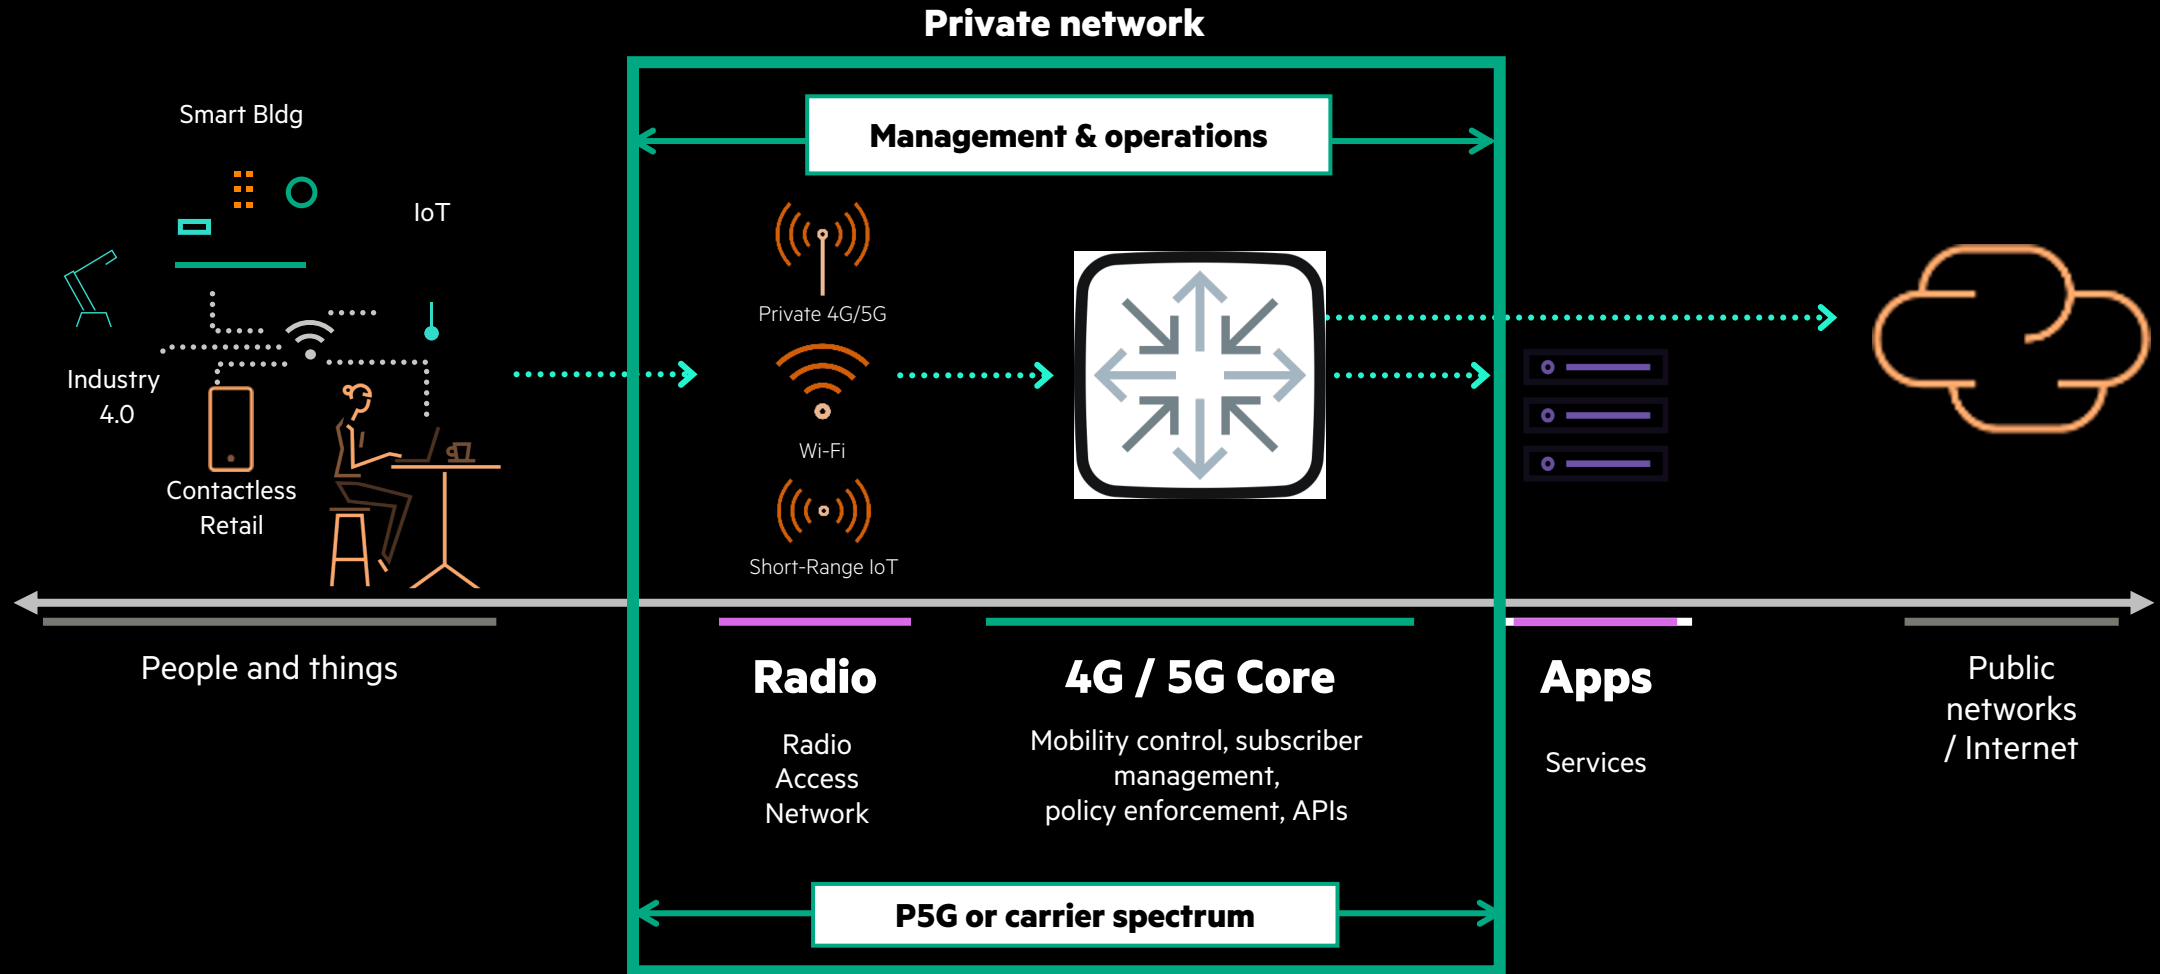 Private network
Management & operations
Smart Bldg
IoT
Industry
4.0
Contactless
Retail
Private 4G/5G
Wi-Fi
Short-Range IoT
People and things
Radio
Radio
Access
Network
4G / 5G Core
Mobility control, subscriber
management,
policy enforcement, APIs
Apps
Services
Public
networks
/ Internet
P5G or carrier spectrum